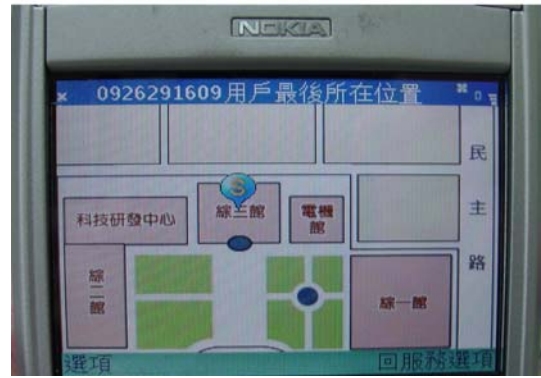 NOKIA
0926291609用戶最後所在位置
民主路
科技研發中心
S
綜三館
電機館
綜二館
綜一館
選項
回服務選項